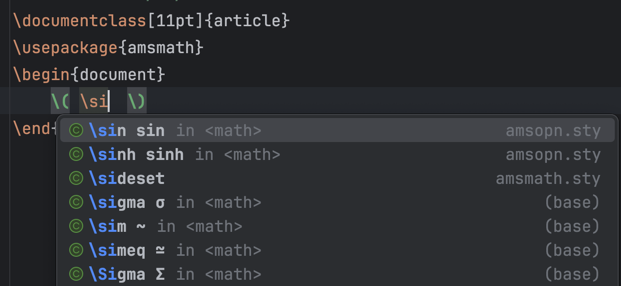 \documentclass[11pt]{article}
\usepackage{amsmath}
\begin{document}
\( \si \)
\end{
\sin sin in <math> amsopn.sty
\sinh sinh in <math> amsopn.sty
\sideset amsmath.sty
\sigma σ in <math> (base)
\sim ~ in <math> (base)
\simeq ≃ in <math> (base)
\Sigma Σ in <math> (base)